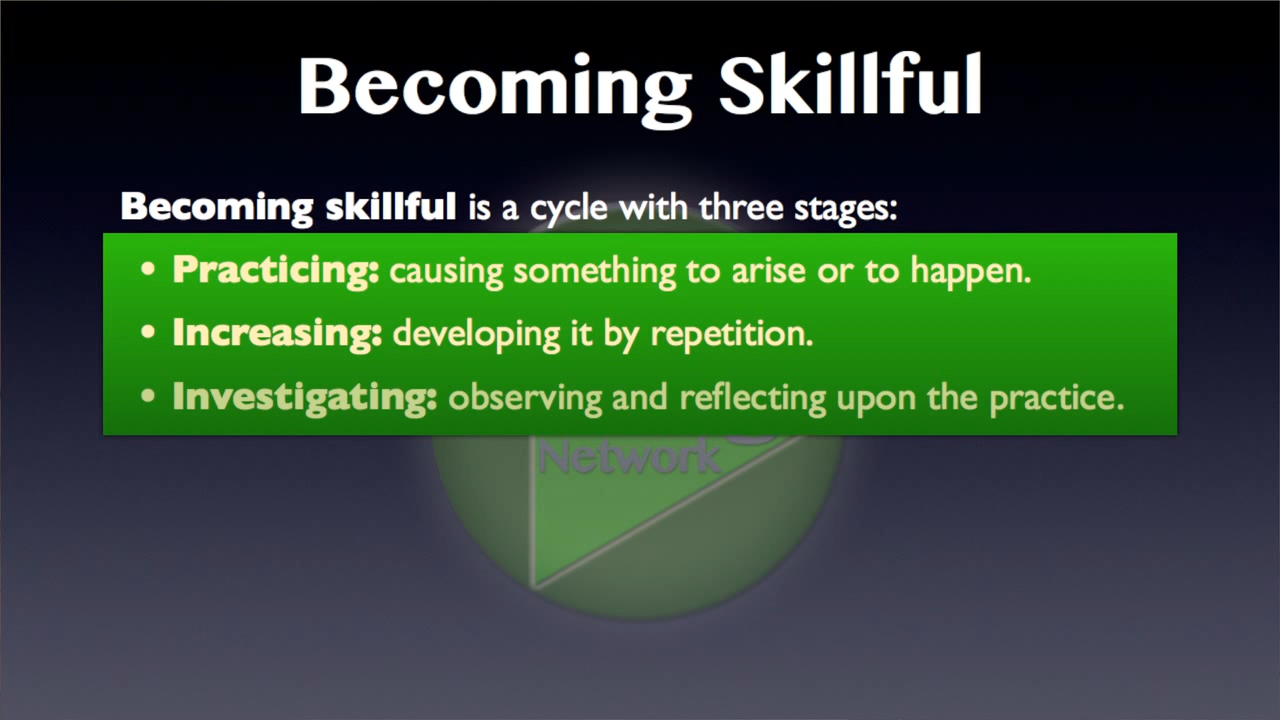 Becoming Skillful
Becoming skillful is a cycle with three stages:
• Practicing: causing something to arise or to happen.
• Increasing: developing it by repetition.
• Investigating: observing and reflecting upon the practice.
Network